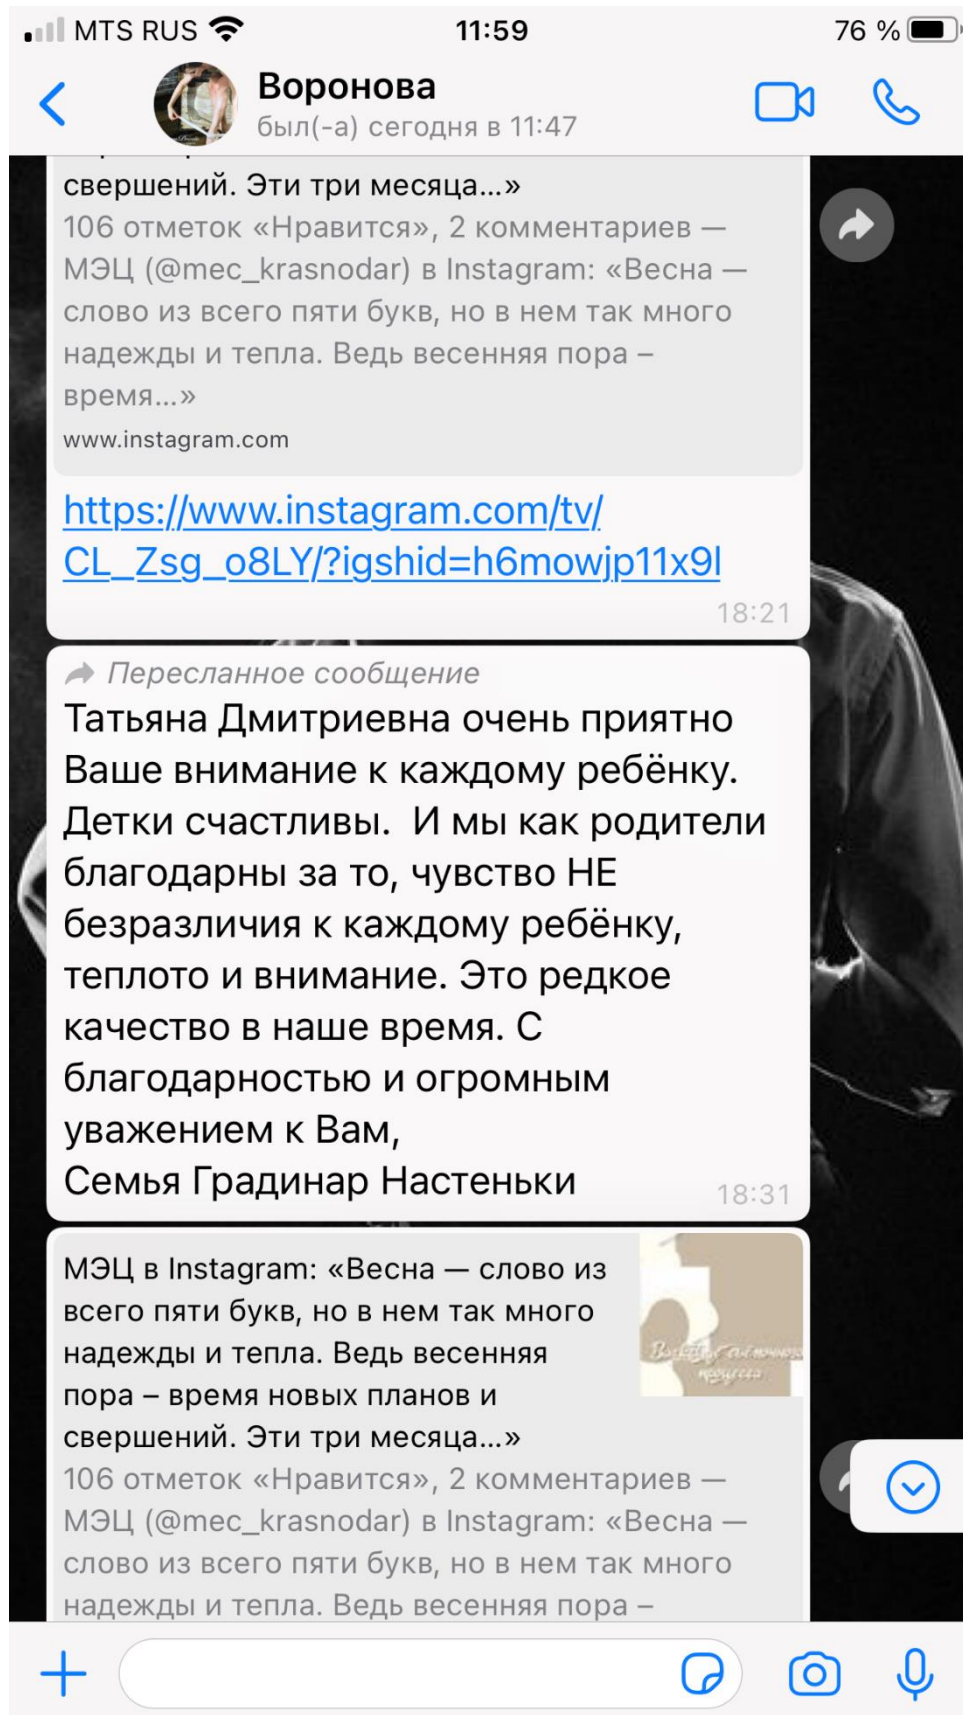 MTS RUS 11:59 76 %
Воронова
был(-а) сегодня в 11:47
свершений. Эти три месяца...»
106 отметок «Нравится», 2 комментариев —
МЭЦ (@mec_krasnodar) в Instagram: «Весна —
слово из всего пяти букв, но в нем так много
надежды и тепла. Ведь весенняя пора –
время...»
www.instagram.com
https://www.instagram.com/tv/
CL_Zsg_o8LY/?igshid=h6mowjp11x9l
18:21
Пересланное сообщение
Татьяна Дмитриевна очень приятно
Ваше внимание к каждому ребёнку.
Детки счастливы. И мы как родители
благодарны за то, чувство НЕ
безразличия к каждому ребёнку,
теплото и внимание. Это редкое
качество в наше время. С
благодарностью и огромным
уважением к Вам,
Семья Градинар Настеньки
18:31
МЭЦ в Instagram: «Весна — слово из
всего пяти букв, но в нем так много
надежды и тепла. Ведь весенняя
пора – время новых планов и
свершений. Эти три месяца...»
106 отметок «Нравится», 2 комментариев —
МЭЦ (@mec_krasnodar) в Instagram: «Весна —
слово из всего пяти букв, но в нем так много
надежды и тепла. Ведь весенняя пора –